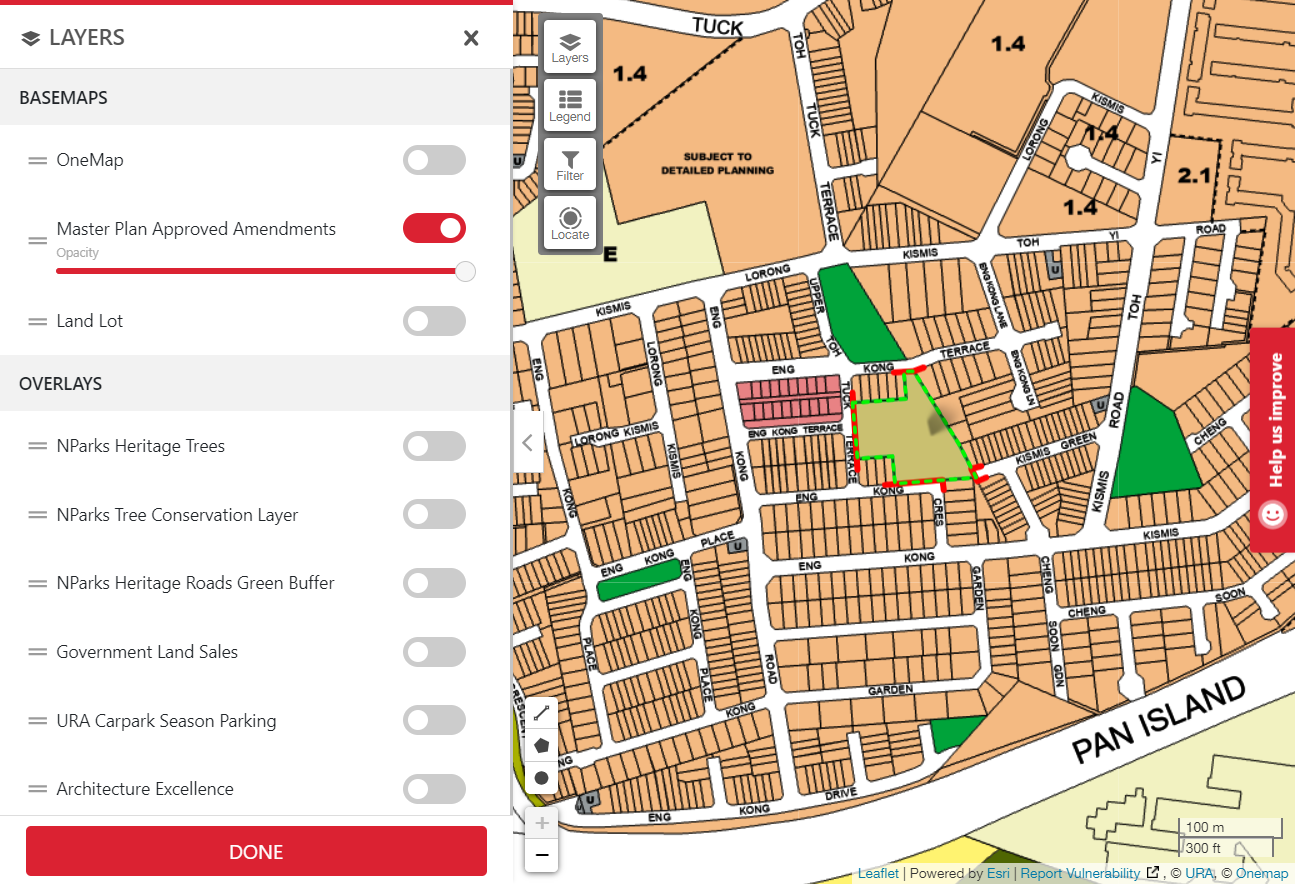 LAYERS
BASEMAPS
OneMap
Master Plan Approved Amendments
Opacity
Land Lot
OVERLAYS
NParks Heritage Trees
NParks Tree Conservation Layer
NParks Heritage Roads Green Buffer
Government Land Sales
URA Carpark Season Parking
Architecture Excellence
DONE
Layers
Legend
Filter
Locate
TUCK
TOH
TUCK
TERRACE
1.4
SUBJECT TO
DETAILED PLANNING
E
1.4
KISMIS
1.4
LORONG
YI
2.1
1.4
TOH
YI
ROAD
KISMIS
LORONG
KISMIS
UPPER
TOH
TUCK
TERRACE
ENG KONG LANE
TOH
ENG
KONG
TERRACE
ENG KONG LN
ENG KONG TERRACE
ENG
KONG
ROAD
ENG
KONG
LORONG
KISMIS
LORONG KISMIS
KISMIS GREEN
ROAD
KISMIS
CHENG
ENG
KONG
CRES
ENG
KONG
PLACE
ENG KONG
PLACE
ENG
KONG
PLACE
U
U
U
U
U
ENG
KONG
GARDEN
CHENG
SOON
GDN
KISMIS
CHENG
SOON
GARDEN
KONG
NG
ENG
KONG
DRIVE
PAN ISLAND
Help us improve
+
−
100 m
300 ft
Leaflet | Powered by Esri | Report Vulnerability , © URA, © Onemap